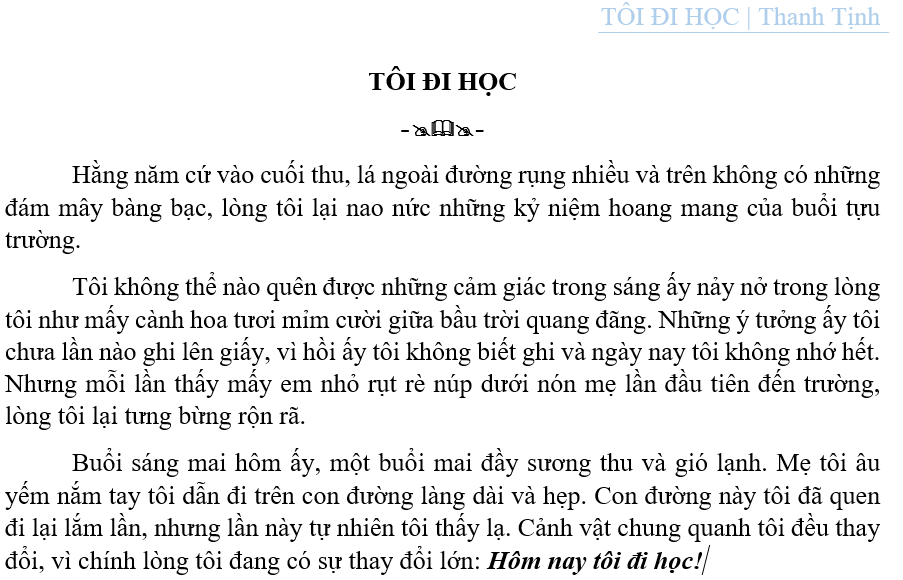 TÔI ĐI HỌC | Thanh Tịnh
TÔI ĐI HỌC
Hằng năm cứ vào cuối thu, lá ngoài đường rụng nhiều và trên không có những
đám mây bàng bạc, lòng tôi lại nao nức những kỷ niệm hoang mang của buổi tựu
trường.
Tôi không thể nào quên được những cảm giác trong sáng ấy nảy nở trong lòng
tôi như mấy cành hoa tươi mỉm cười giữa bầu trời quang đãng. Những ý tưởng ấy tôi
chưa lần nào ghi lên giấy, vì hồi ấy tôi không biết ghi và ngày nay tôi không nhớ hết.
Nhưng mỗi lần thấy mấy em nhỏ rụt rè núp dưới nón mẹ lần đầu tiên đến trường,
lòng tôi lại tưng bừng rộn rã.
Buổi sáng mai hôm ấy, một buổi mai đầy sương thu và gió lạnh. Mẹ tôi âu
yếm nắm tay tôi dẫn đi trên con đường làng dài và hẹp. Con đường này tôi đã quen
đi lại lắm lần, nhưng lần này tự nhiên tôi thấy lạ. Cảnh vật chung quanh tôi đều thay
đổi, vì chính lòng tôi đang có sự thay đổi lớn: Hôm nay tôi đi học!